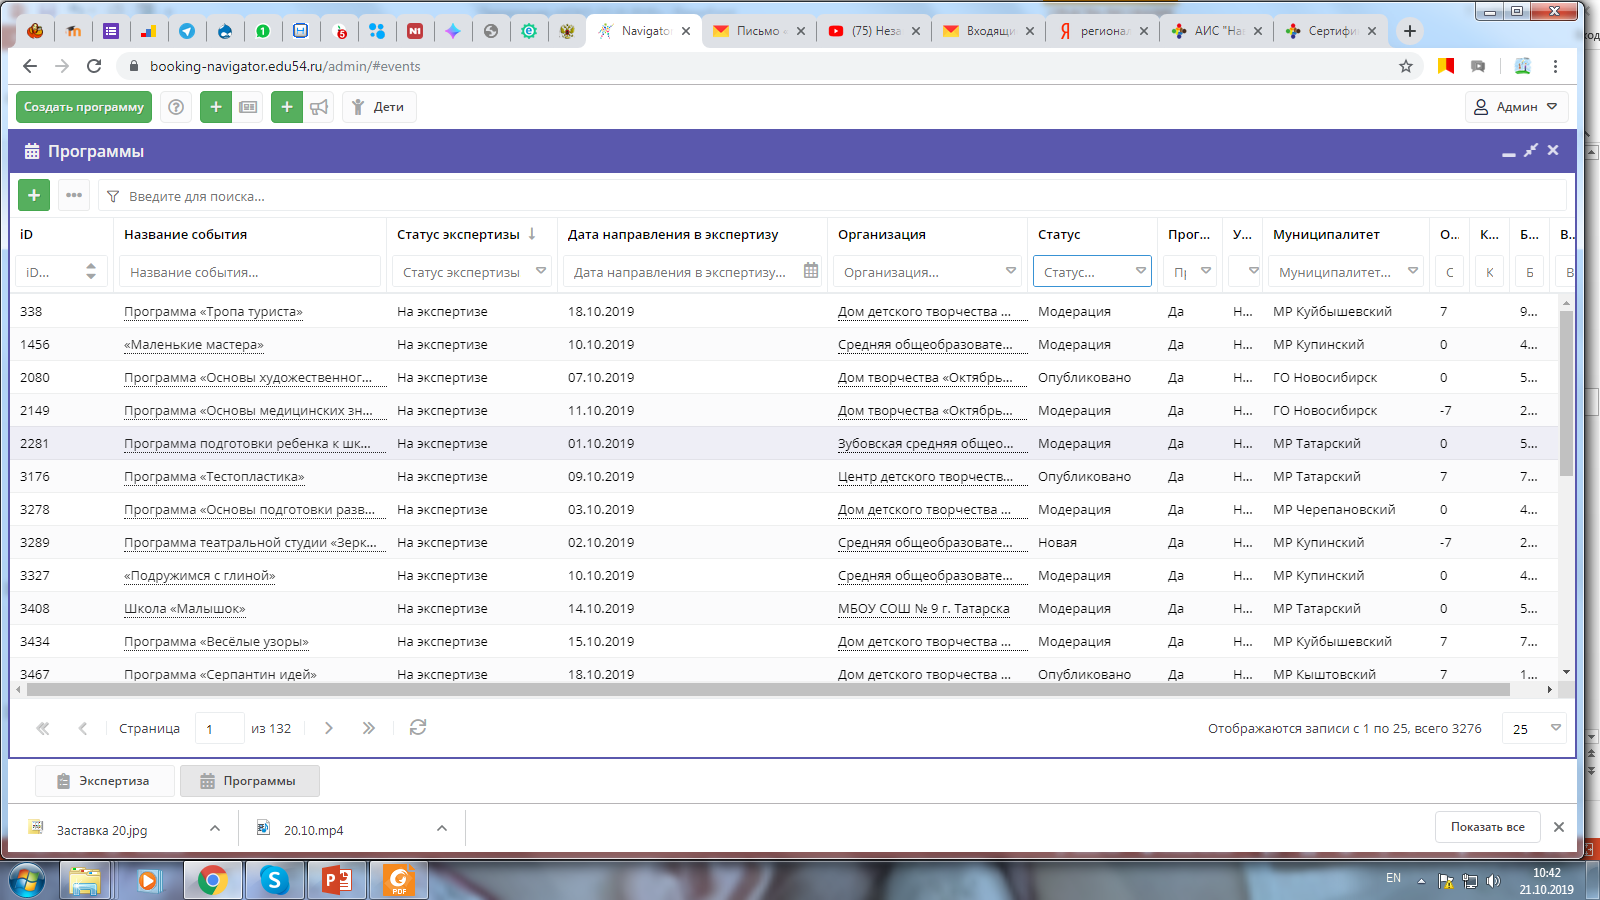 Navigato
Письмо
(75) Неза
Входящи
регионал
АИС "На
Сертифи
booking-navigator.edu54.ru/admin/#events
Создать программу
Дети
Админ
Программы
Введите для поиска...
iD Название события Статус экспертизы Дата направления в экспертизу Организация Статус Прог... У... Муниципалитет О... К... Б... В...
iD... Название события... Статус экспертизы Дата направления в экспертизу... Организация... Статус... Муниципалитет... С К Б В
338 Программа «Тропа туриста» На экспертизе 18.10.2019 Дом детского творчества ... Модерация Да Н... МР Куйбышевский 7 9...
1456 «Маленькие мастера» На экспертизе 10.10.2019 Средняя общеобразовате... Модерация Да Н... МР Купинский 0 4...
2080 Программа «Основы художественног... На экспертизе 07.10.2019 Дом творчества «Октябрь... Опубликовано Да Н... ГО Новосибирск 0 5...
2149 Программа «Основы медицинских зн... На экспертизе 11.10.2019 Дом творчества «Октябрь... Модерация Да Н... ГО Новосибирск -7 2...
2281 Программа подготовки ребенка к шк... На экспертизе 01.10.2019 Зубовская средняя общео... Модерация Да Н... МР Татарский 0 5...
3176 Программа «Тестопластика» На экспертизе 09.10.2019 Центр детского творчеств... Опубликовано Да Н... МР Татарский 7 7...
3278 Программа «Основы подготовки разв... На экспертизе 03.10.2019 Дом детского творчества ... Модерация Да Н... МР Черепановский 0 4...
3289 Программа театральной студии «Зерк... На экспертизе 02.10.2019 Средняя общеобразовате... Новая Да Н... МР Купинский -7 2...
3327 «Подружимся с глиной» На экспертизе 10.10.2019 Средняя общеобразовате... Модерация Да Н... МР Купинский 0 4...
3408 Школа «Малышок» На экспертизе 14.10.2019 МБОУ СОШ № 9 г. Татарска Модерация Да Н... МР Татарский 0 5...
3434 Программа «Весёлые узоры» На экспертизе 15.10.2019 Дом детского творчества ... Модерация Да Н... МР Куйбышевский 7 7...
3467 Программа «Серпантин идей» На экспертизе 18.10.2019 Дом детского творчества ... Опубликовано Да Н... МР Кыштовский 7 1...
Страница 1 из 132
Отображаются записи с 1 по 25, всего 3276 25
Экспертиза
Программы
Заставка 20.jpg
20.10.mp4
Показать все
EN
10:42
21.10.2019